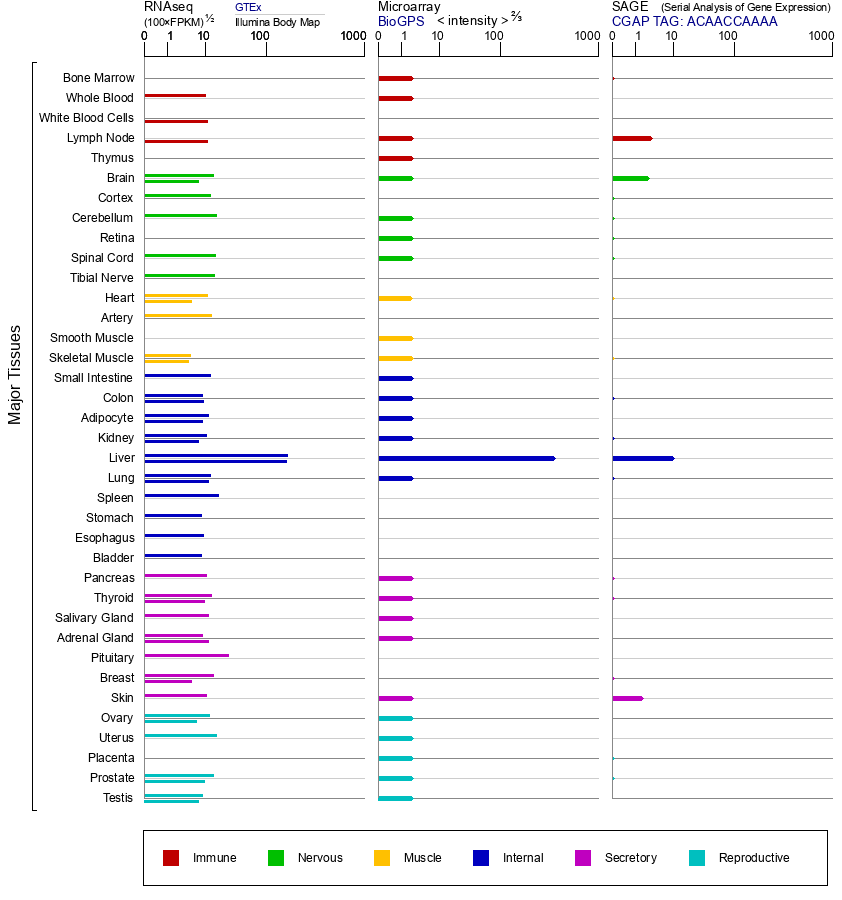 RNAseq GTEx Microarray SAGE (Serial Analysis of Gene Expression)
(100×FPKM)½ Illumina Body Map BioGPS < intensity > ⅔ CGAP TAG: ACAACCAAAA
0 1 10 100 1000 0 1 10 100 1000 0 1 10 100 1000
Major Tissues
Bone Marrow
Whole Blood
White Blood Cells
Lymph Node
Thymus
Brain
Cortex
Cerebellum
Retina
Spinal Cord
Tibial Nerve
Heart
Artery
Smooth Muscle
Skeletal Muscle
Small Intestine
Colon
Adipocyte
Kidney
Liver
Lung
Spleen
Stomach
Esophagus
Bladder
Pancreas
Thyroid
Salivary Gland
Adrenal Gland
Pituitary
Breast
Skin
Ovary
Uterus
Placenta
Prostate
Testis
Immune Nervous Muscle Internal Secretory Reproductive